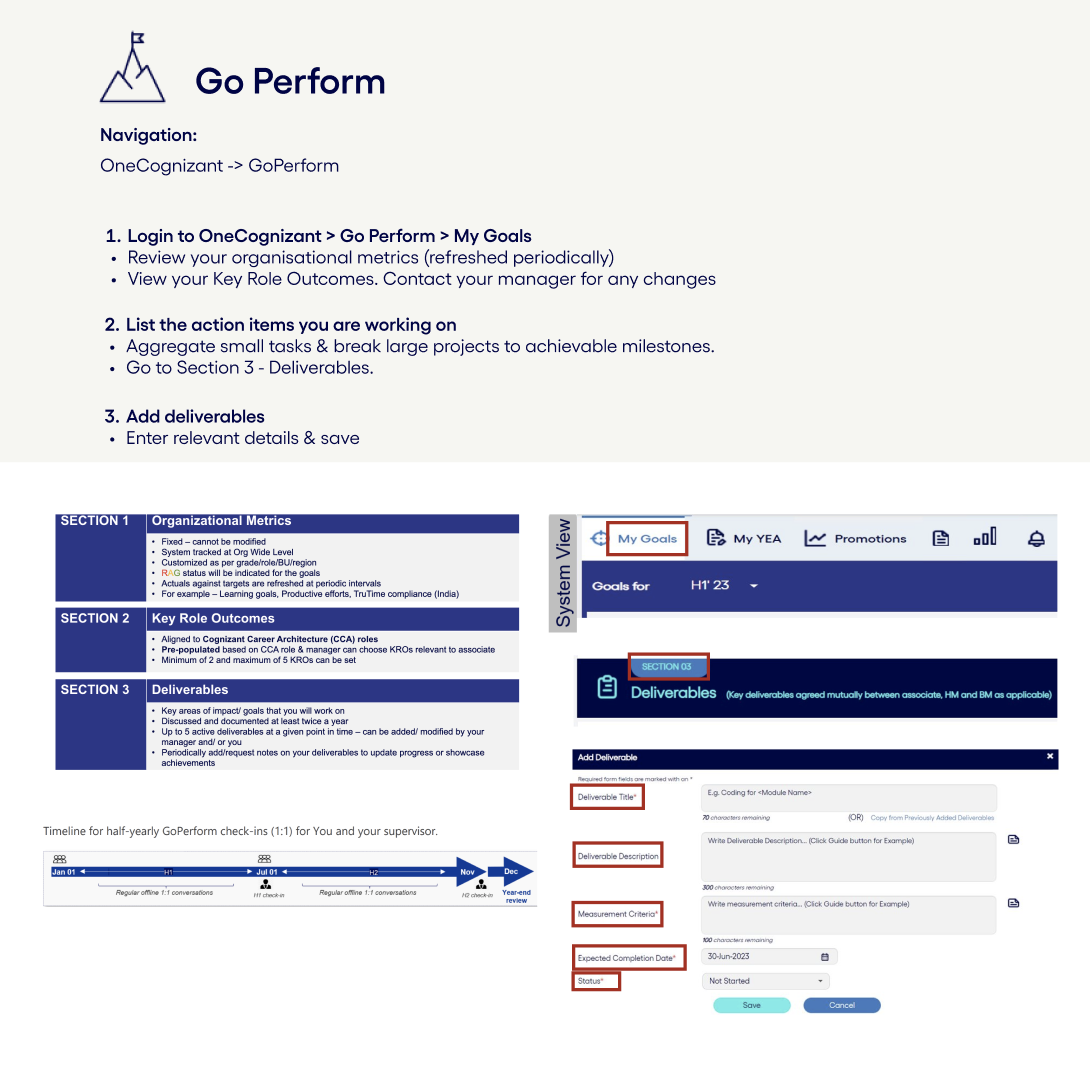 Go Perform
Navigation:
OneCognizant -> GoPerform
1. Login to OneCognizant > Go Perform > My Goals
• Review your organisational metrics (refreshed periodically)
• View your Key Role Outcomes. Contact your manager for any changes
2. List the action items you are working on
• Aggregate small tasks & break large projects to achievable milestones.
• Go to Section 3 - Deliverables.
3. Add deliverables
• Enter relevant details & save
SECTION 1
Organizational Metrics
• Fixed – cannot be modified
• System tracked at Org Wide Level
• Customized as per grade/role/BU/region
• RAG status will be indicated for the goals
• Actuals against targets are refreshed at periodic intervals
• For example – Learning goals, Productive efforts, TruTime compliance (India)
SECTION 2
Key Role Outcomes
• Aligned to Cognizant Career Architecture (CCA) roles
• Pre-populated based on CCA role & manager can choose KROs relevant to associate
• Minimum of 2 and maximum of 5 KROs can be set
SECTION 3
Deliverables
• Key areas of impact/ goals that you will work on
• Discussed and documented at least twice a year
• Up to 5 active deliverables at a given point in time – can be added/ modified by your
manager and/ or you
• Periodically add/request notes on your deliverables to update progress or showcase
achievements
Timeline for half-yearly GoPerform check-ins (1:1) for You and your supervisor.
Jan 01
H1
Jul 01
H2
Nov
Dec
Regular offline 1:1 conversations
H1 check-in
Regular offline 1:1 conversations
H2 check-in
Year-end
review
System View
My Goals
My YEA
Promotions
Goals for
H1' 23
SECTION 03
Deliverables (Key deliverables agreed mutually between associate, HM and BM as applicable)
Add Deliverable
Required form fields are marked with an *
Deliverable Title*
E.g. Coding for <Module Name>
70 characters remaining
(OR) Copy from Previously Added Deliverables
Deliverable Description
Write Deliverable Description... (Click Guide button for Example)
300 characters remaining
Measurement Criteria*
Write measurement criteria... (Click Guide button for Example)
100 characters remaining
Expected Completion Date*
30-Jun-2023
Status*
Not Started
Save
Cancel